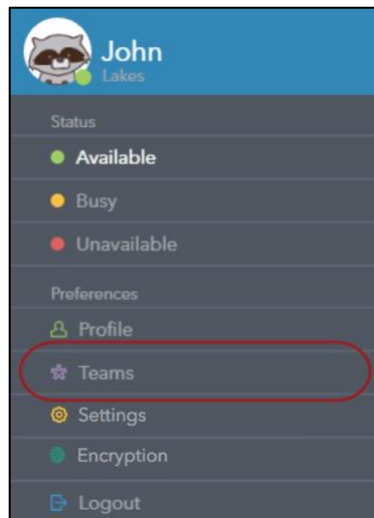 John
Lakes
Status
Available
Busy
Unavailable
Preferences
Profile
Teams
Settings
Encryption
Logout